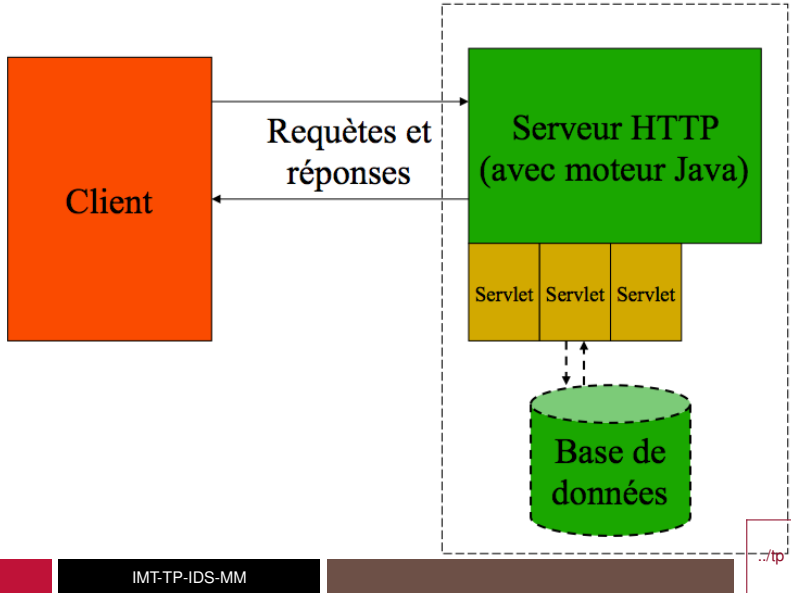 Client
Requètes et
réponses
Serveur HTTP
(avec moteur Java)
Servlet Servlet Servlet
Base de
données
IMT-TP-IDS-MM
../tp